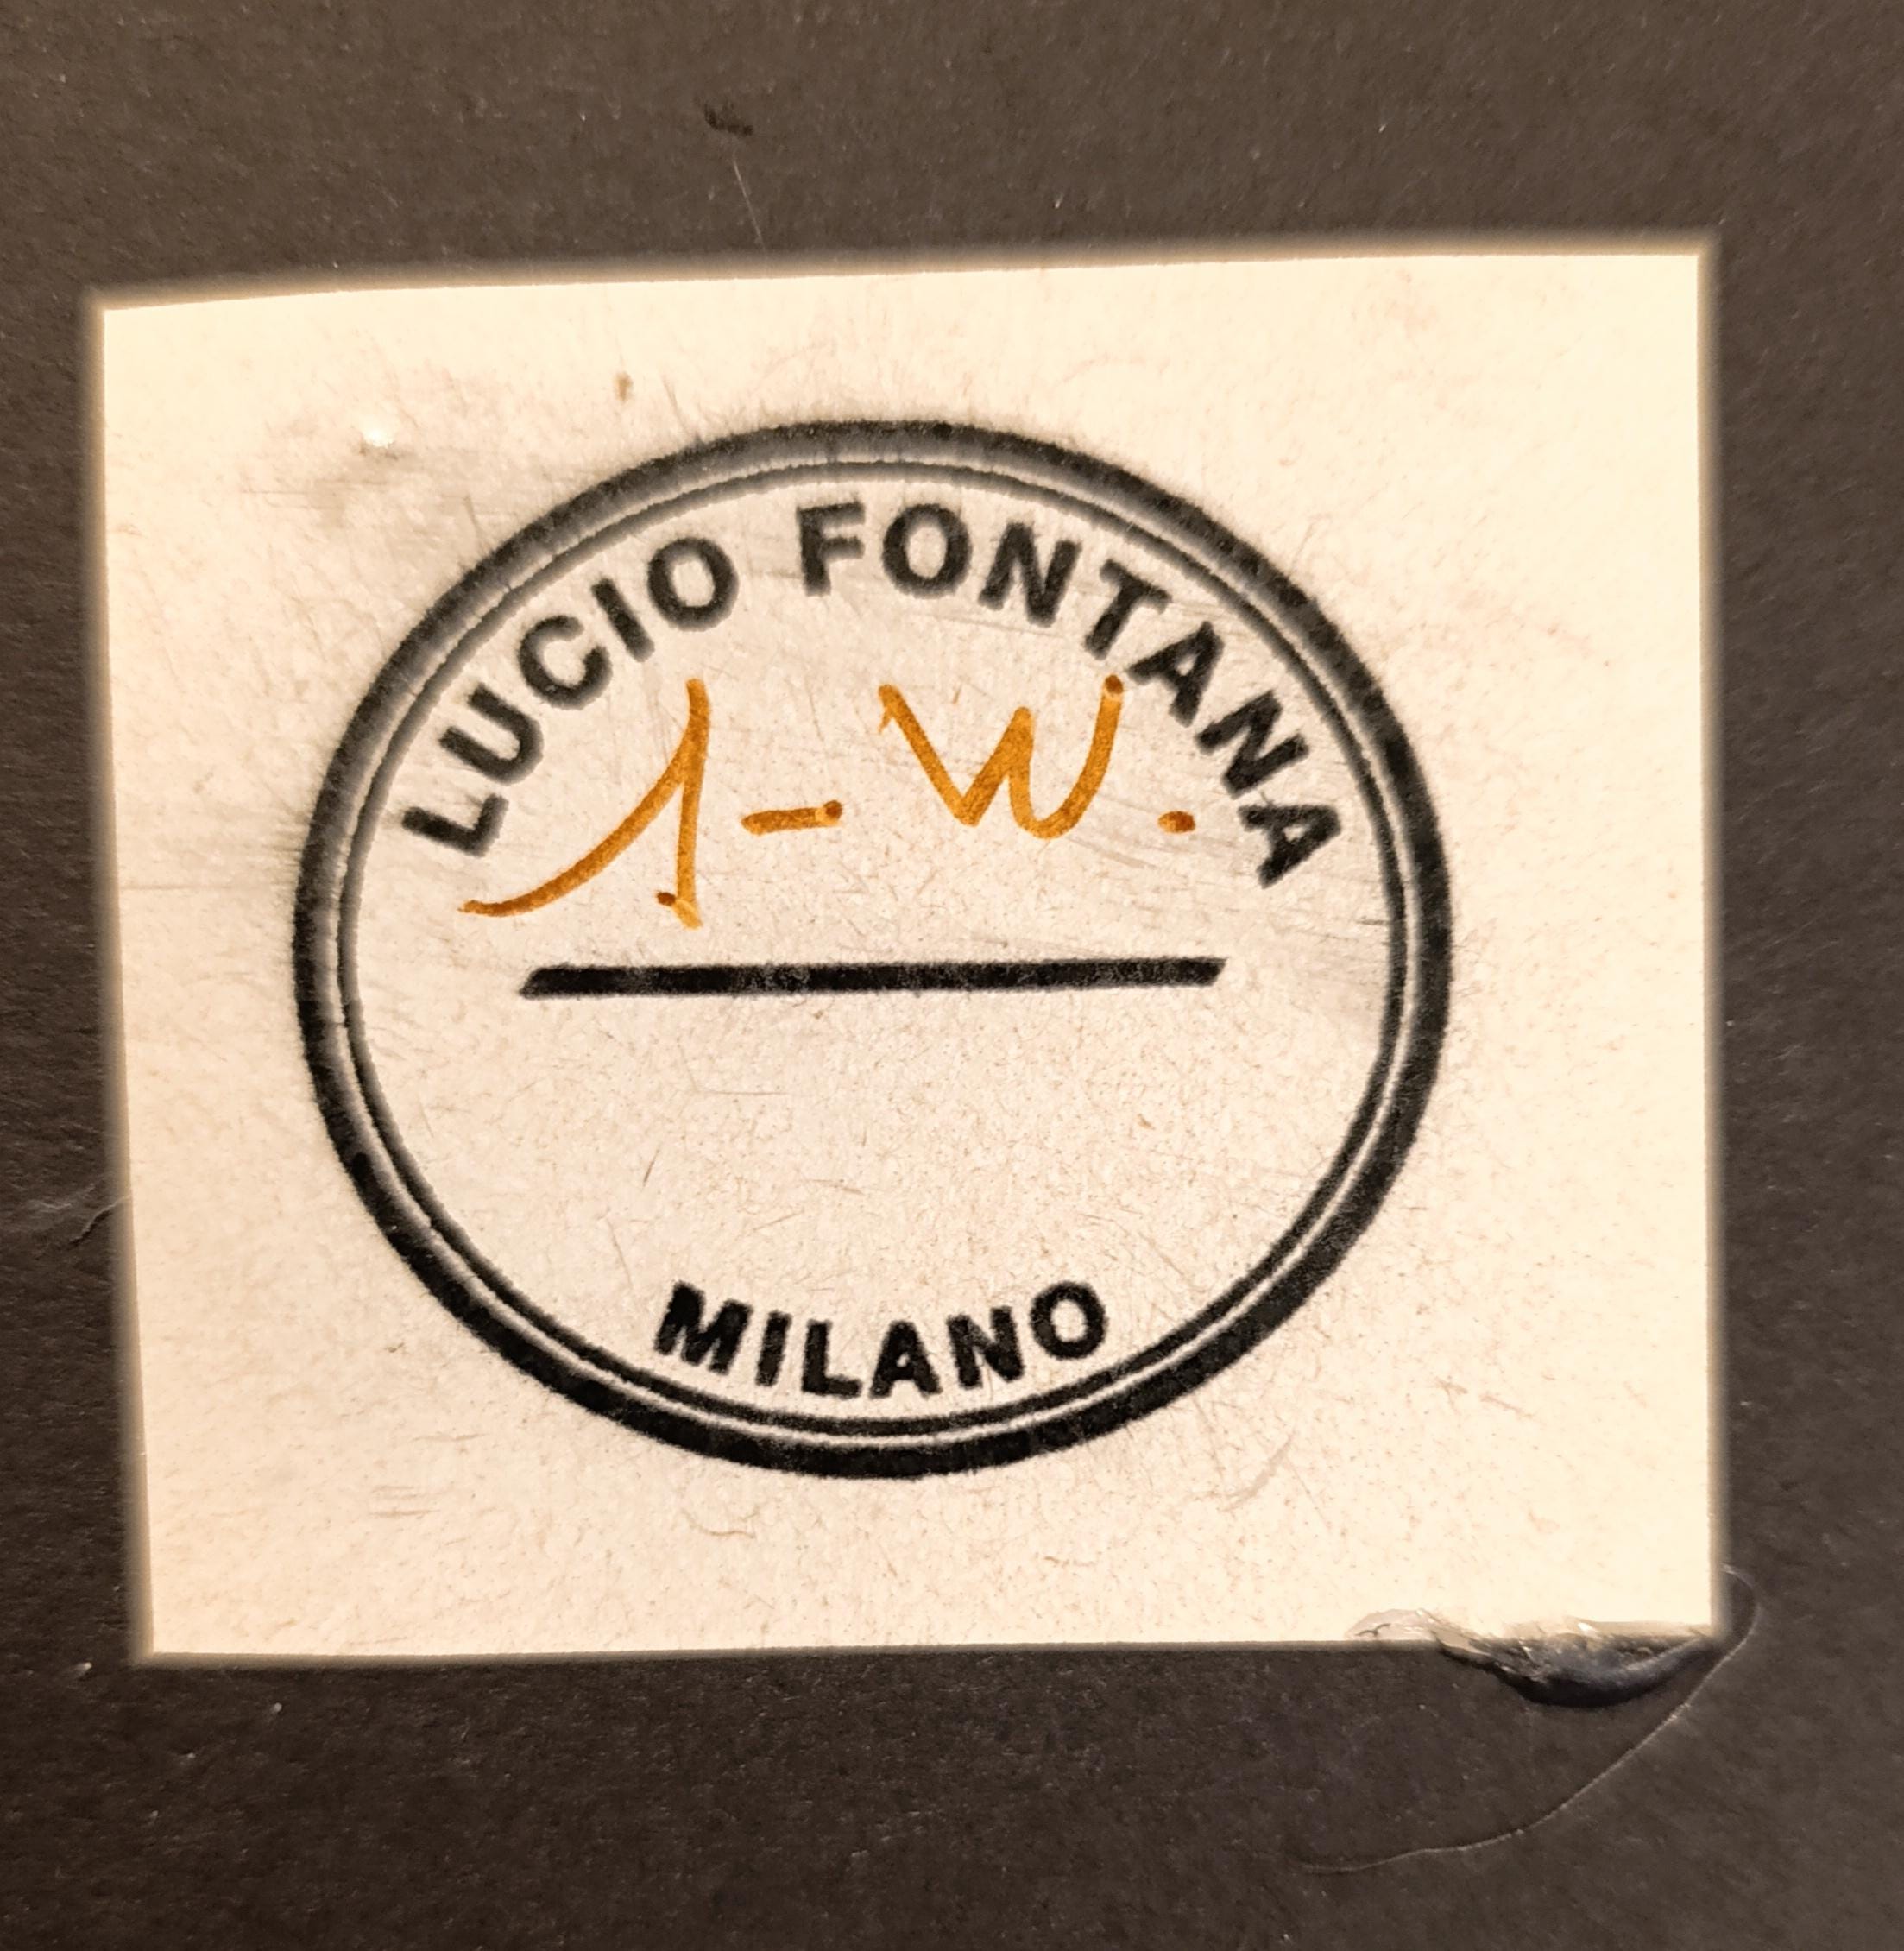 LUCIO FONTANA
1-W.
MILANO